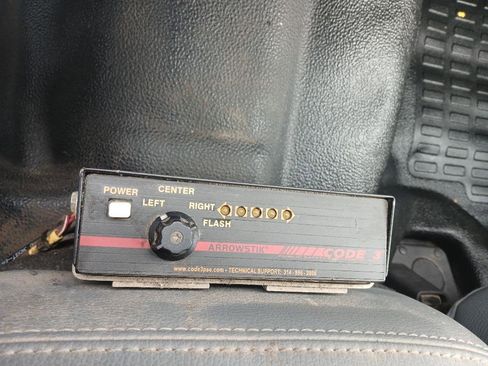 CENTER
POWER LEFT RIGHT
FLASH
ARROWSTIK CODE 3
www.code3pse.com - TECHNICAL SUPPORT: 314-996-2800